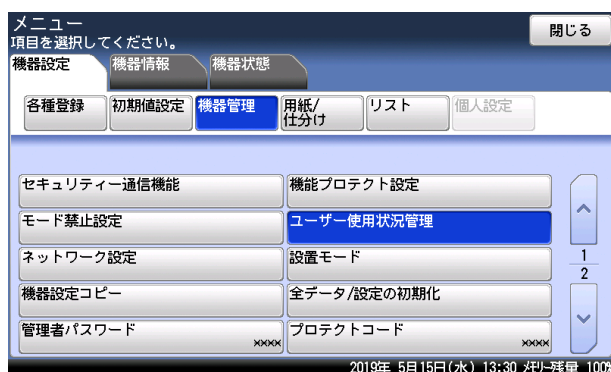 メニュー
項目を選択してください。
閉じる
機器設定 機器情報 機器状態
各種登録 初期値設定 機器管理 用紙/ リスト 個人設定
仕分け
セキュリティー通信機能 機能プロテクト設定
モード禁止設定 ユーザー使用状況管理
ネットワーク設定 設置モード
1
2
機器設定コピー 全データ/設定の初期化
管理者パスワード ×××× プロテクトコード ××××
2019年 5月15日(水) 13:30 メモリー残量 100%